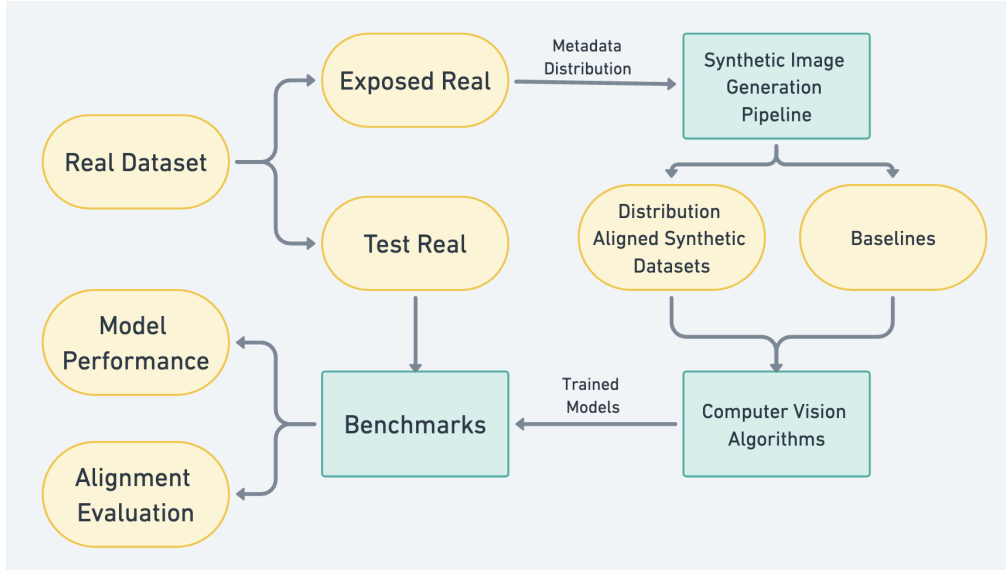 Real Dataset
Exposed Real
Metadata
Distribution
Synthetic Image
Generation
Pipeline
Test Real
Distribution
Aligned Synthetic
Datasets
Baselines
Computer Vision
Algorithms
Trained
Models
Benchmarks
Model
Performance
Alignment
Evaluation